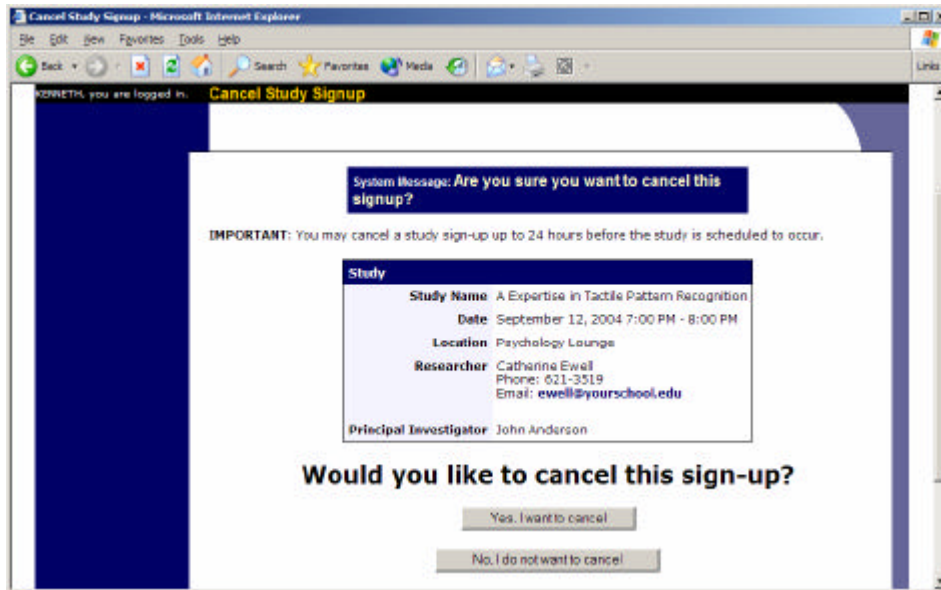 Cancel Study Signup - Microsoft Internet Explorer
File Edit View Favorites Tools Help
Back Search Favorites Media Links
KENNETH, you are logged in. Cancel Study Signup
System Message: Are you sure you want to cancel this
signup?
IMPORTANT: You may cancel a study sign-up up to 24 hours before the study is scheduled to occur.
Study
Study Name A Expertise in Tactile Pattern Recognition
Date September 12, 2004 7:00 PM - 8:00 PM
Location Psychology Lounge
Researcher Catherine Ewell
Phone: 621-3519
Email: ewell@yourschool.edu
Principal Investigator John Anderson
Would you like to cancel this sign-up?
Yes, I want to cancel
No, I do not want to cancel